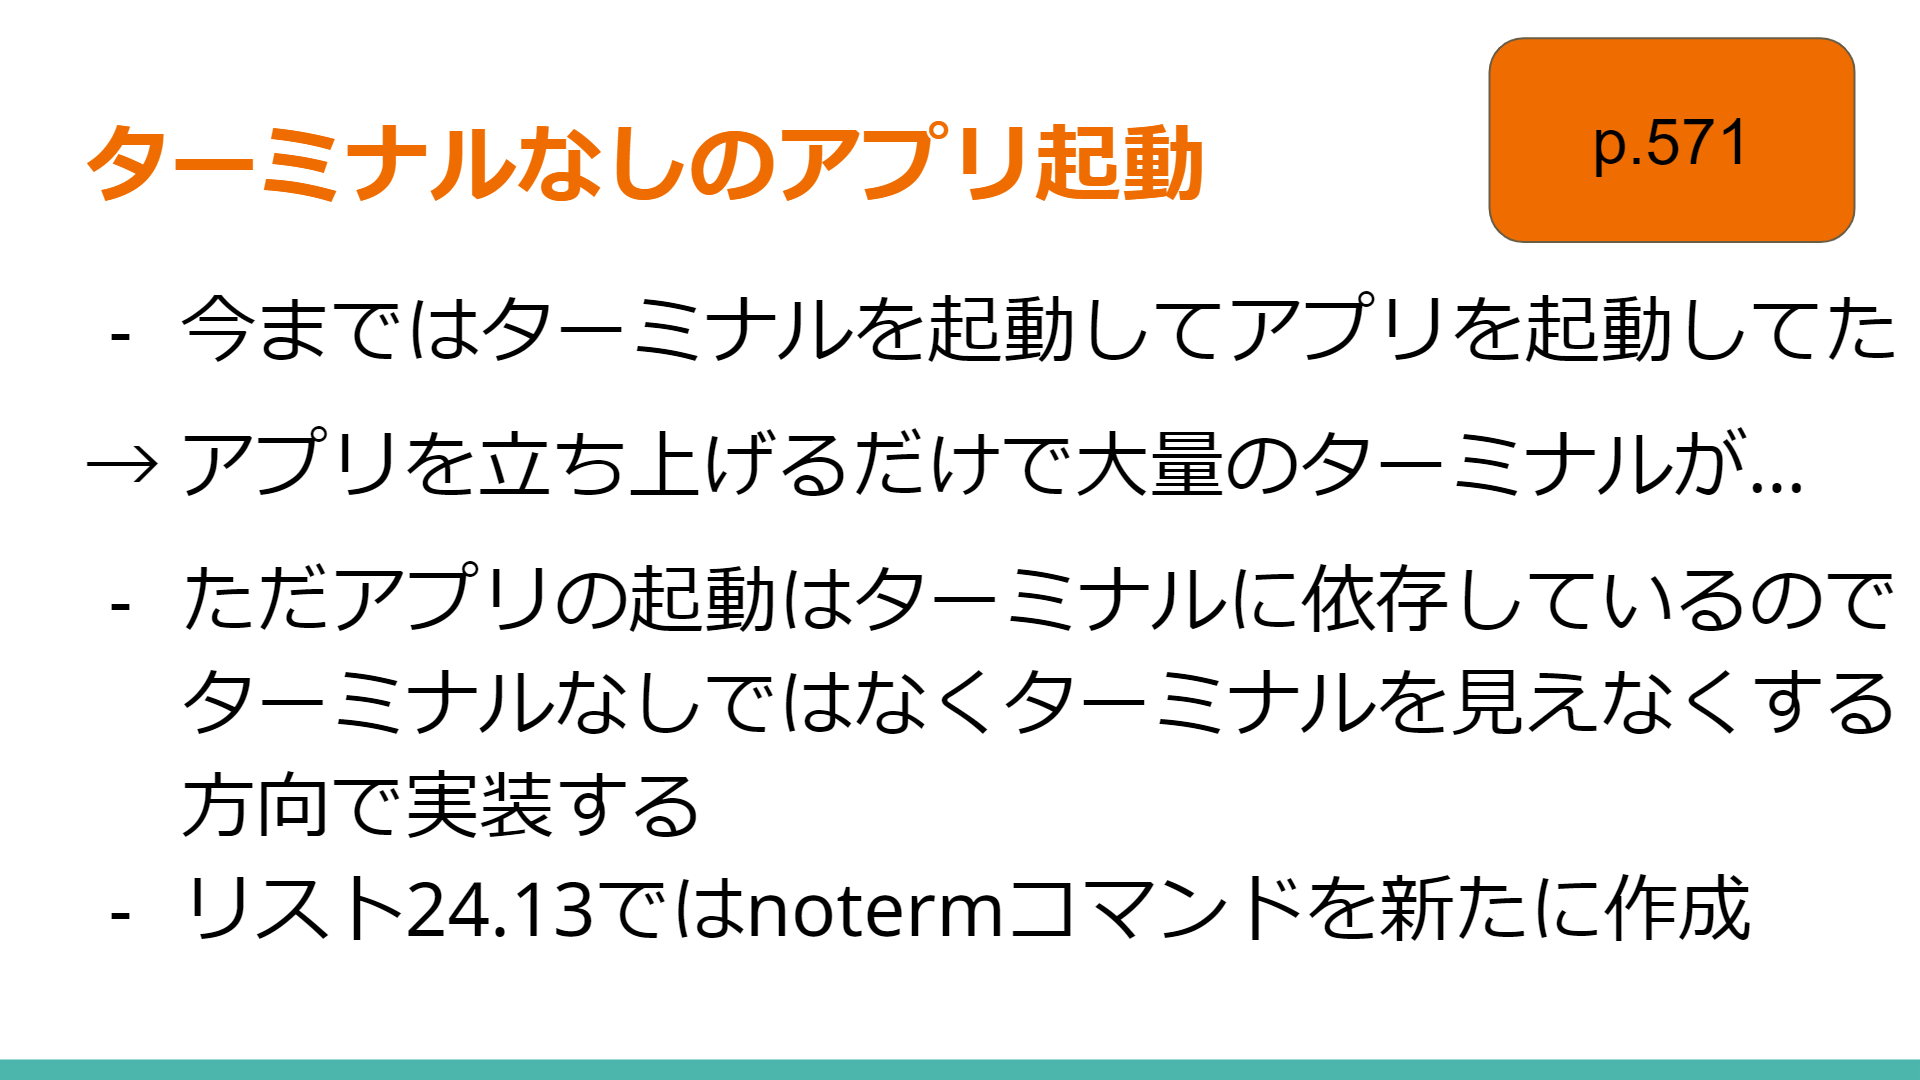 ターミナルなしのアプリ起動
p.571
- 今まではターミナルを起動してアプリを起動してた
→ アプリを立ち上げるだけで大量のターミナルが…
- ただアプリの起動はターミナルに依存しているので
ターミナルなしではなくターミナルを見えなくする
方向で実装する
- リスト24.13ではnotermコマンドを新たに作成